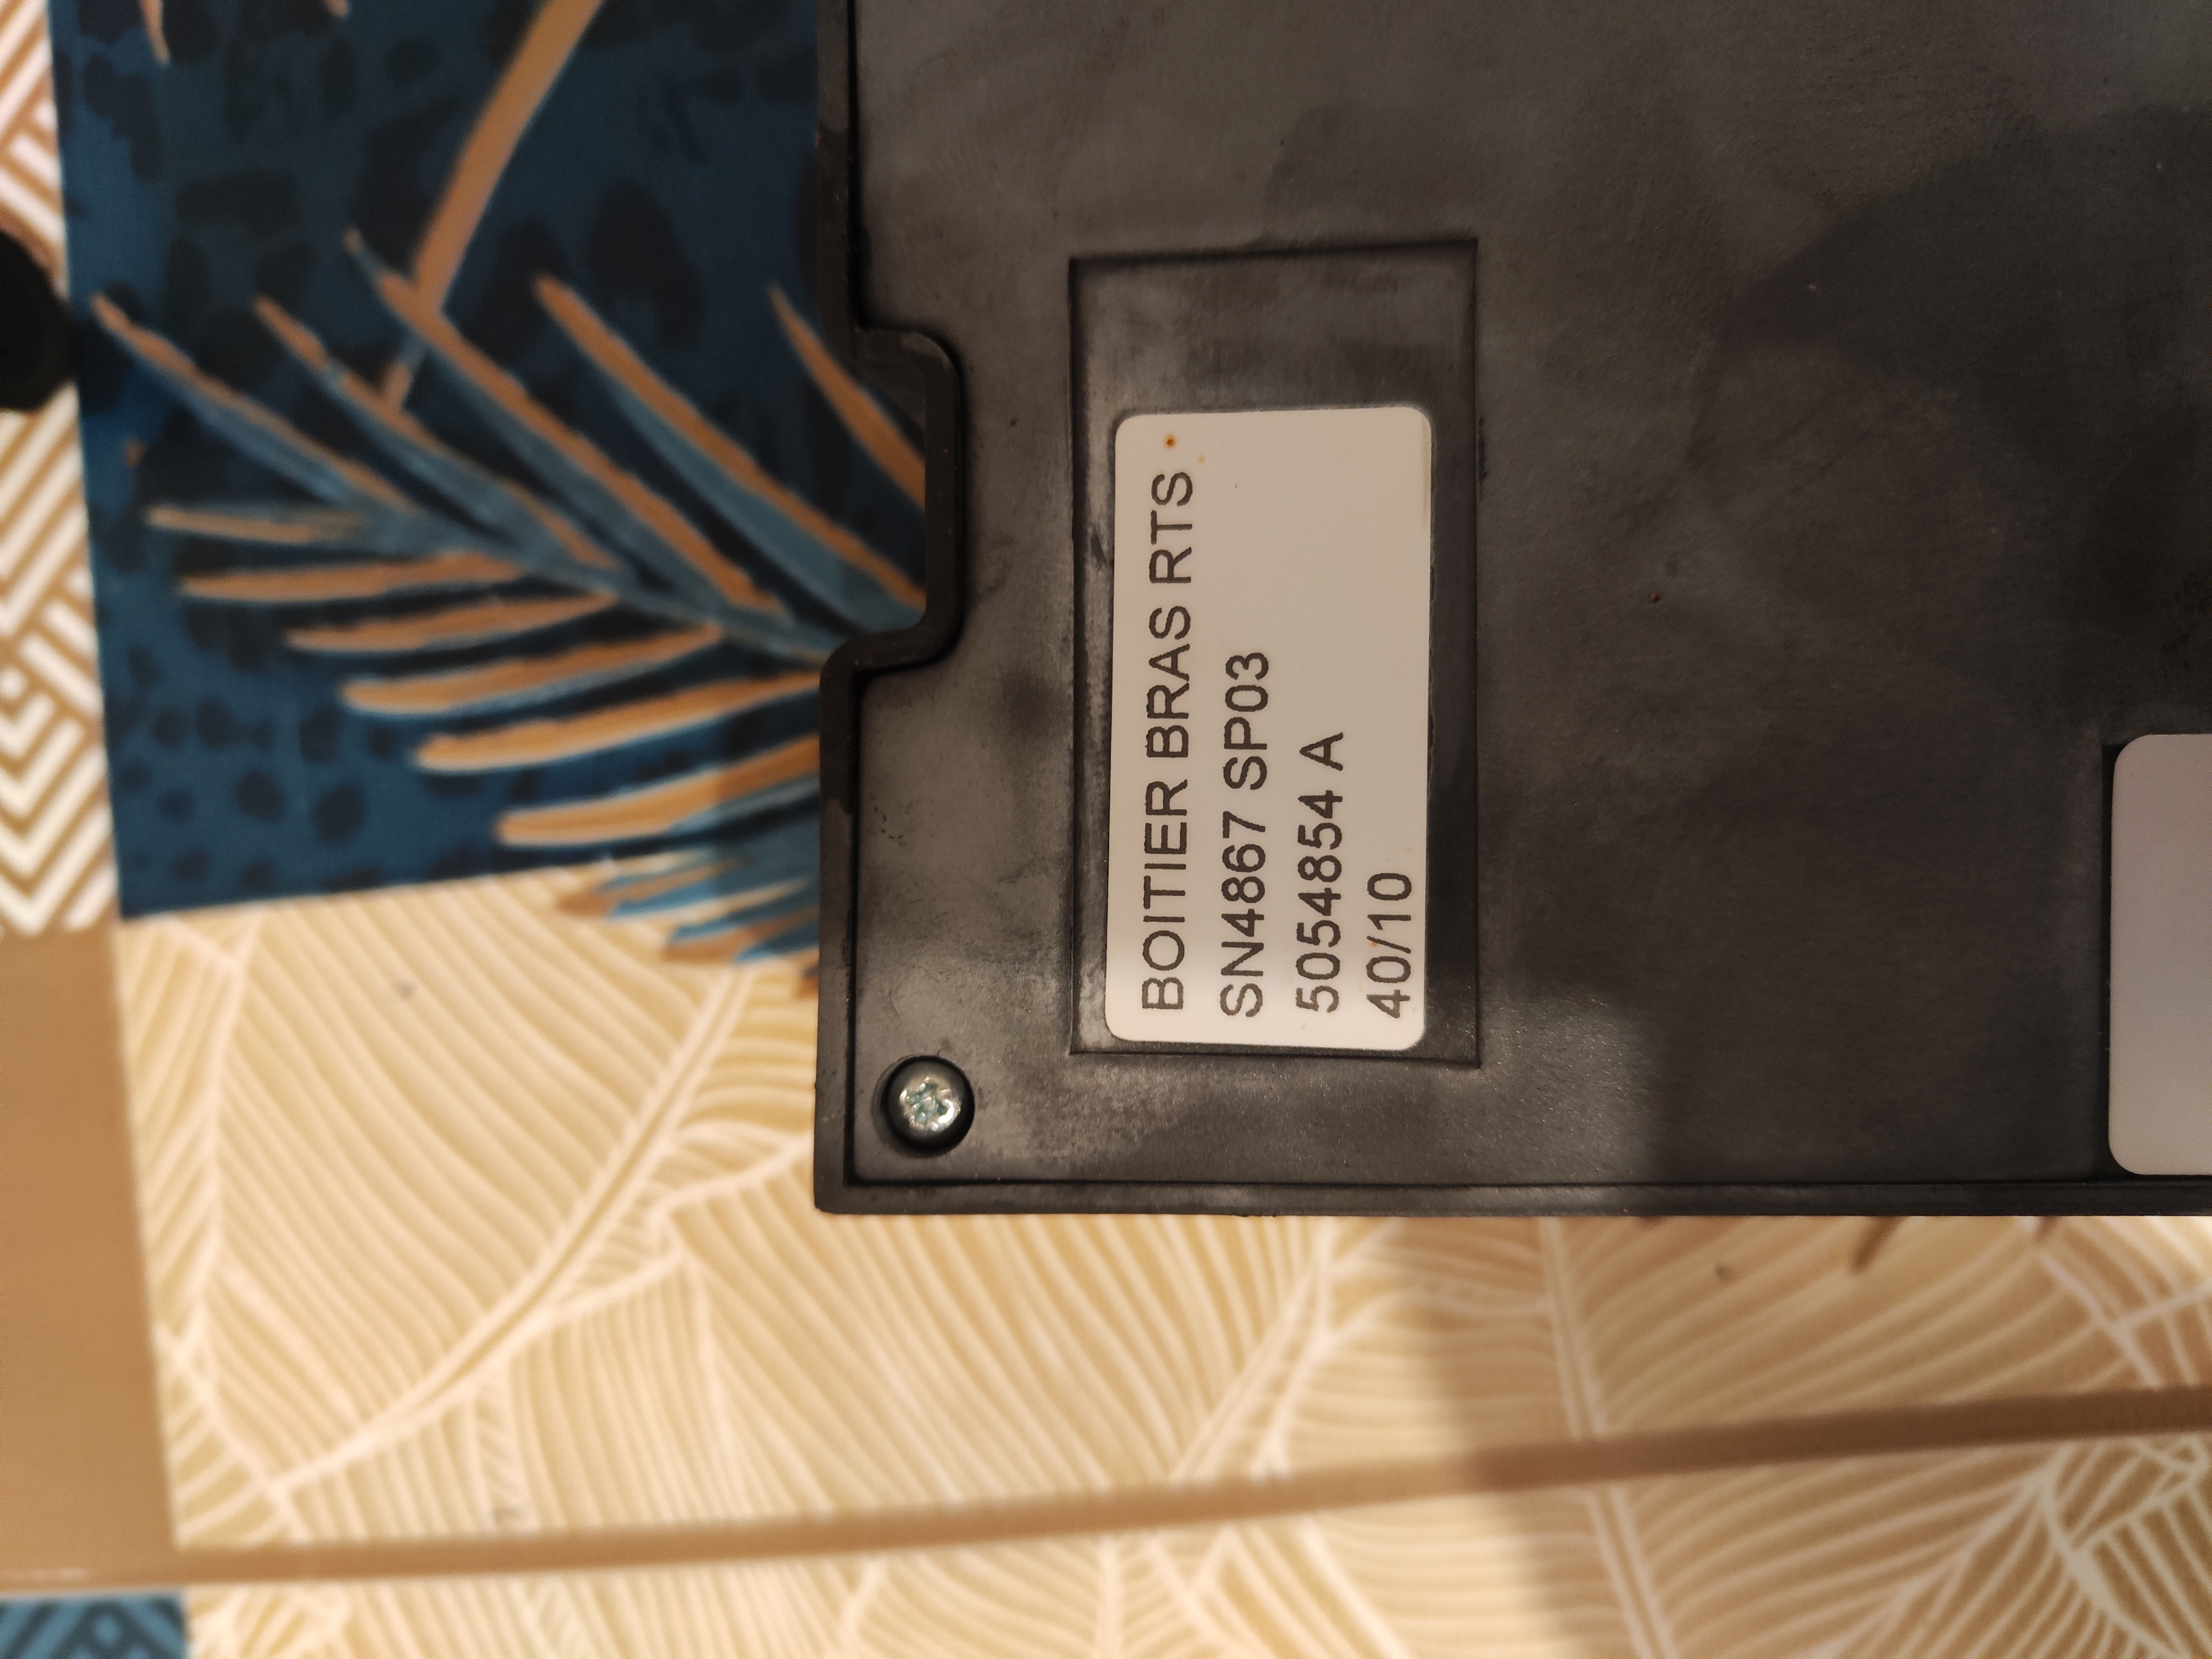 BOITIER BRAS RTS
SN4867 SP03
5054854 A
40/10